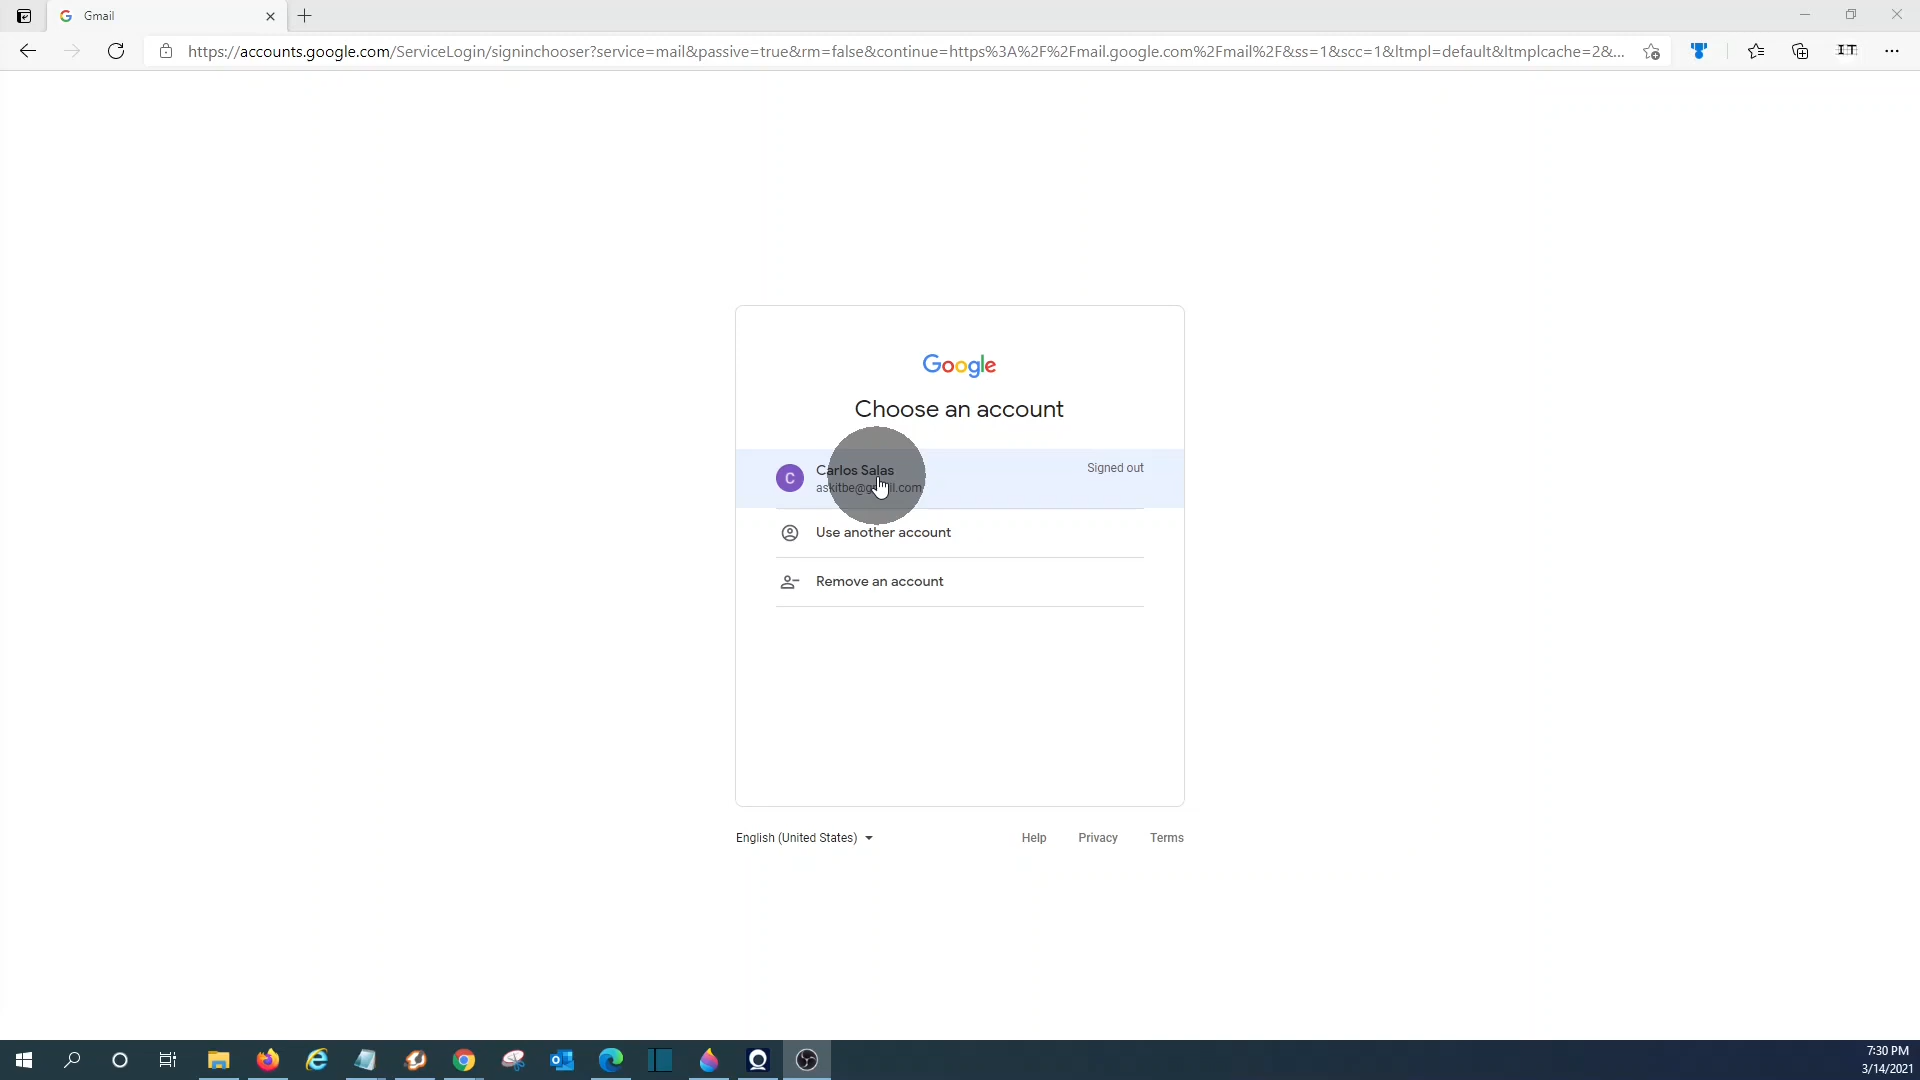 Gmail
https://accounts.google.com/ServiceLogin/signinchooser?service=mail&passive=true&rm=false&continue=https%3A%2F%2Fmail.google.com%2Fmail%2F&ss=1&scc=1&ltmpl=default&ltmplcache=2&...
IT
Google
Choose an account
C
Carlos Salas
Signed out
Use another account
Remove an account
English (United States)
Help Privacy Terms
7:30 PM
3/14/2021